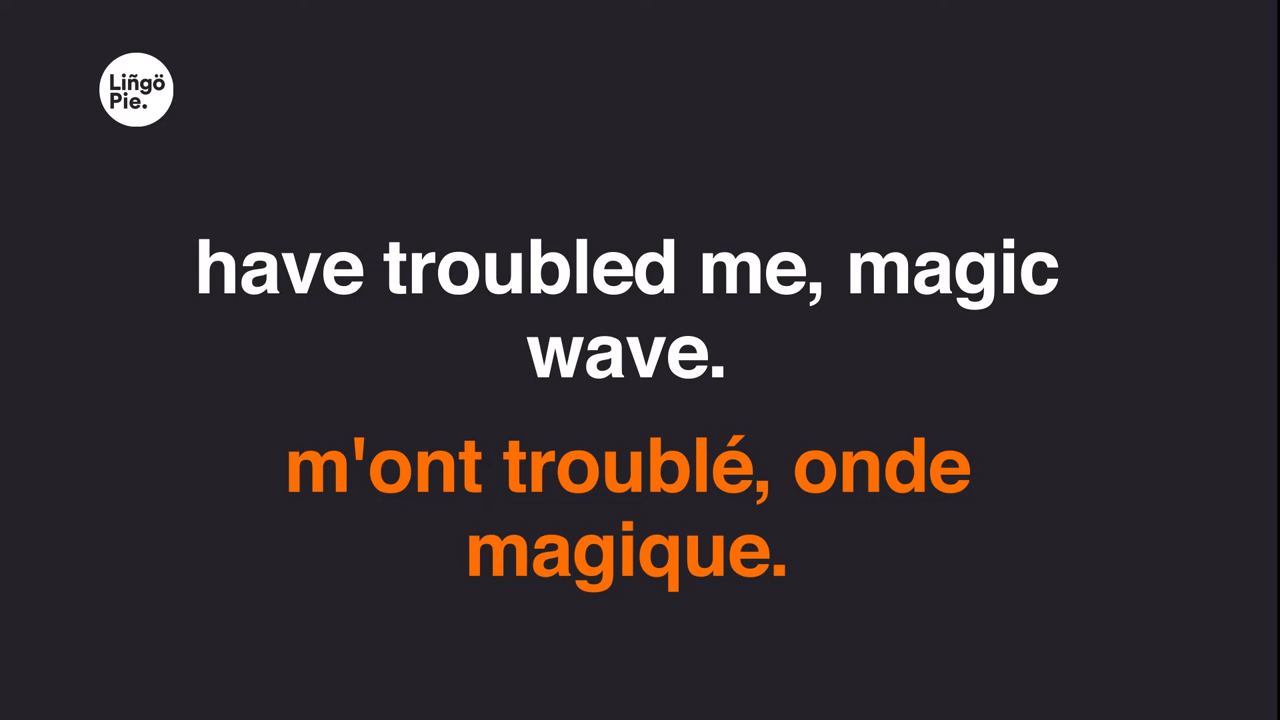 Liñgö
Pie.
have troubled me, magic
wave.
m'ont troublé, onde
magique.